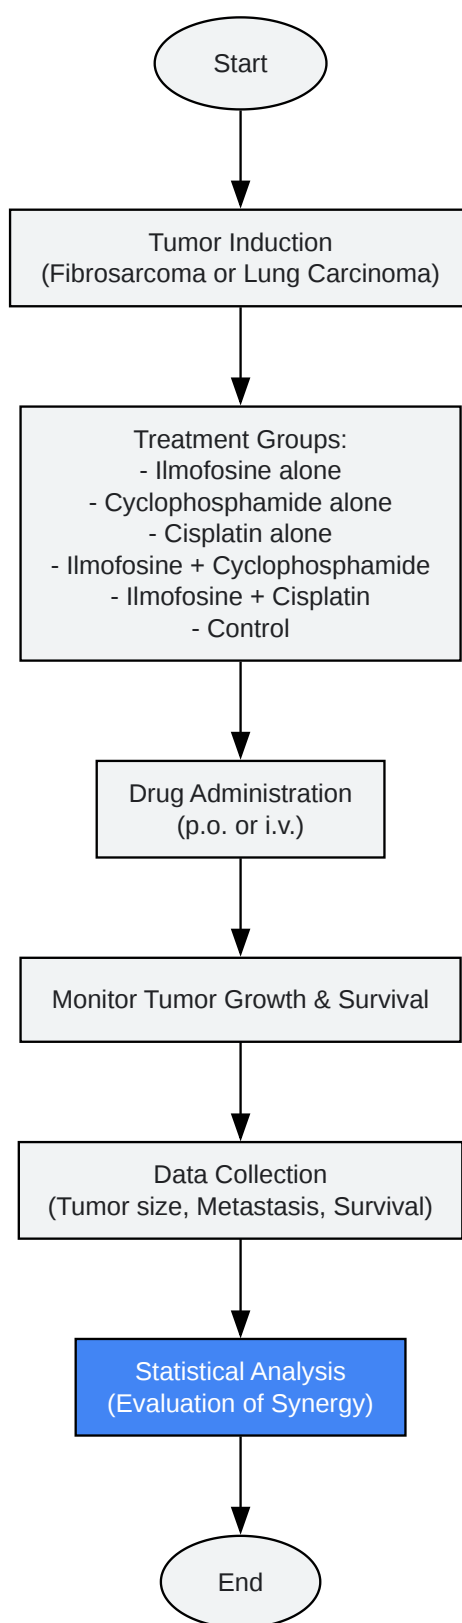 Start
Tumor Induction
(Fibrosarcoma or Lung Carcinoma)
Treatment Groups:
- Ilmofosine alone
- Cyclophosphamide alone
- Cisplatin alone
- Ilmofosine + Cyclophosphamide
- Ilmofosine + Cisplatin
- Control
Drug Administration
(p.o. or i.v.)
Monitor Tumor Growth & Survival
Data Collection
(Tumor size, Metastasis, Survival)
Statistical Analysis
(Evaluation of Synergy)
End